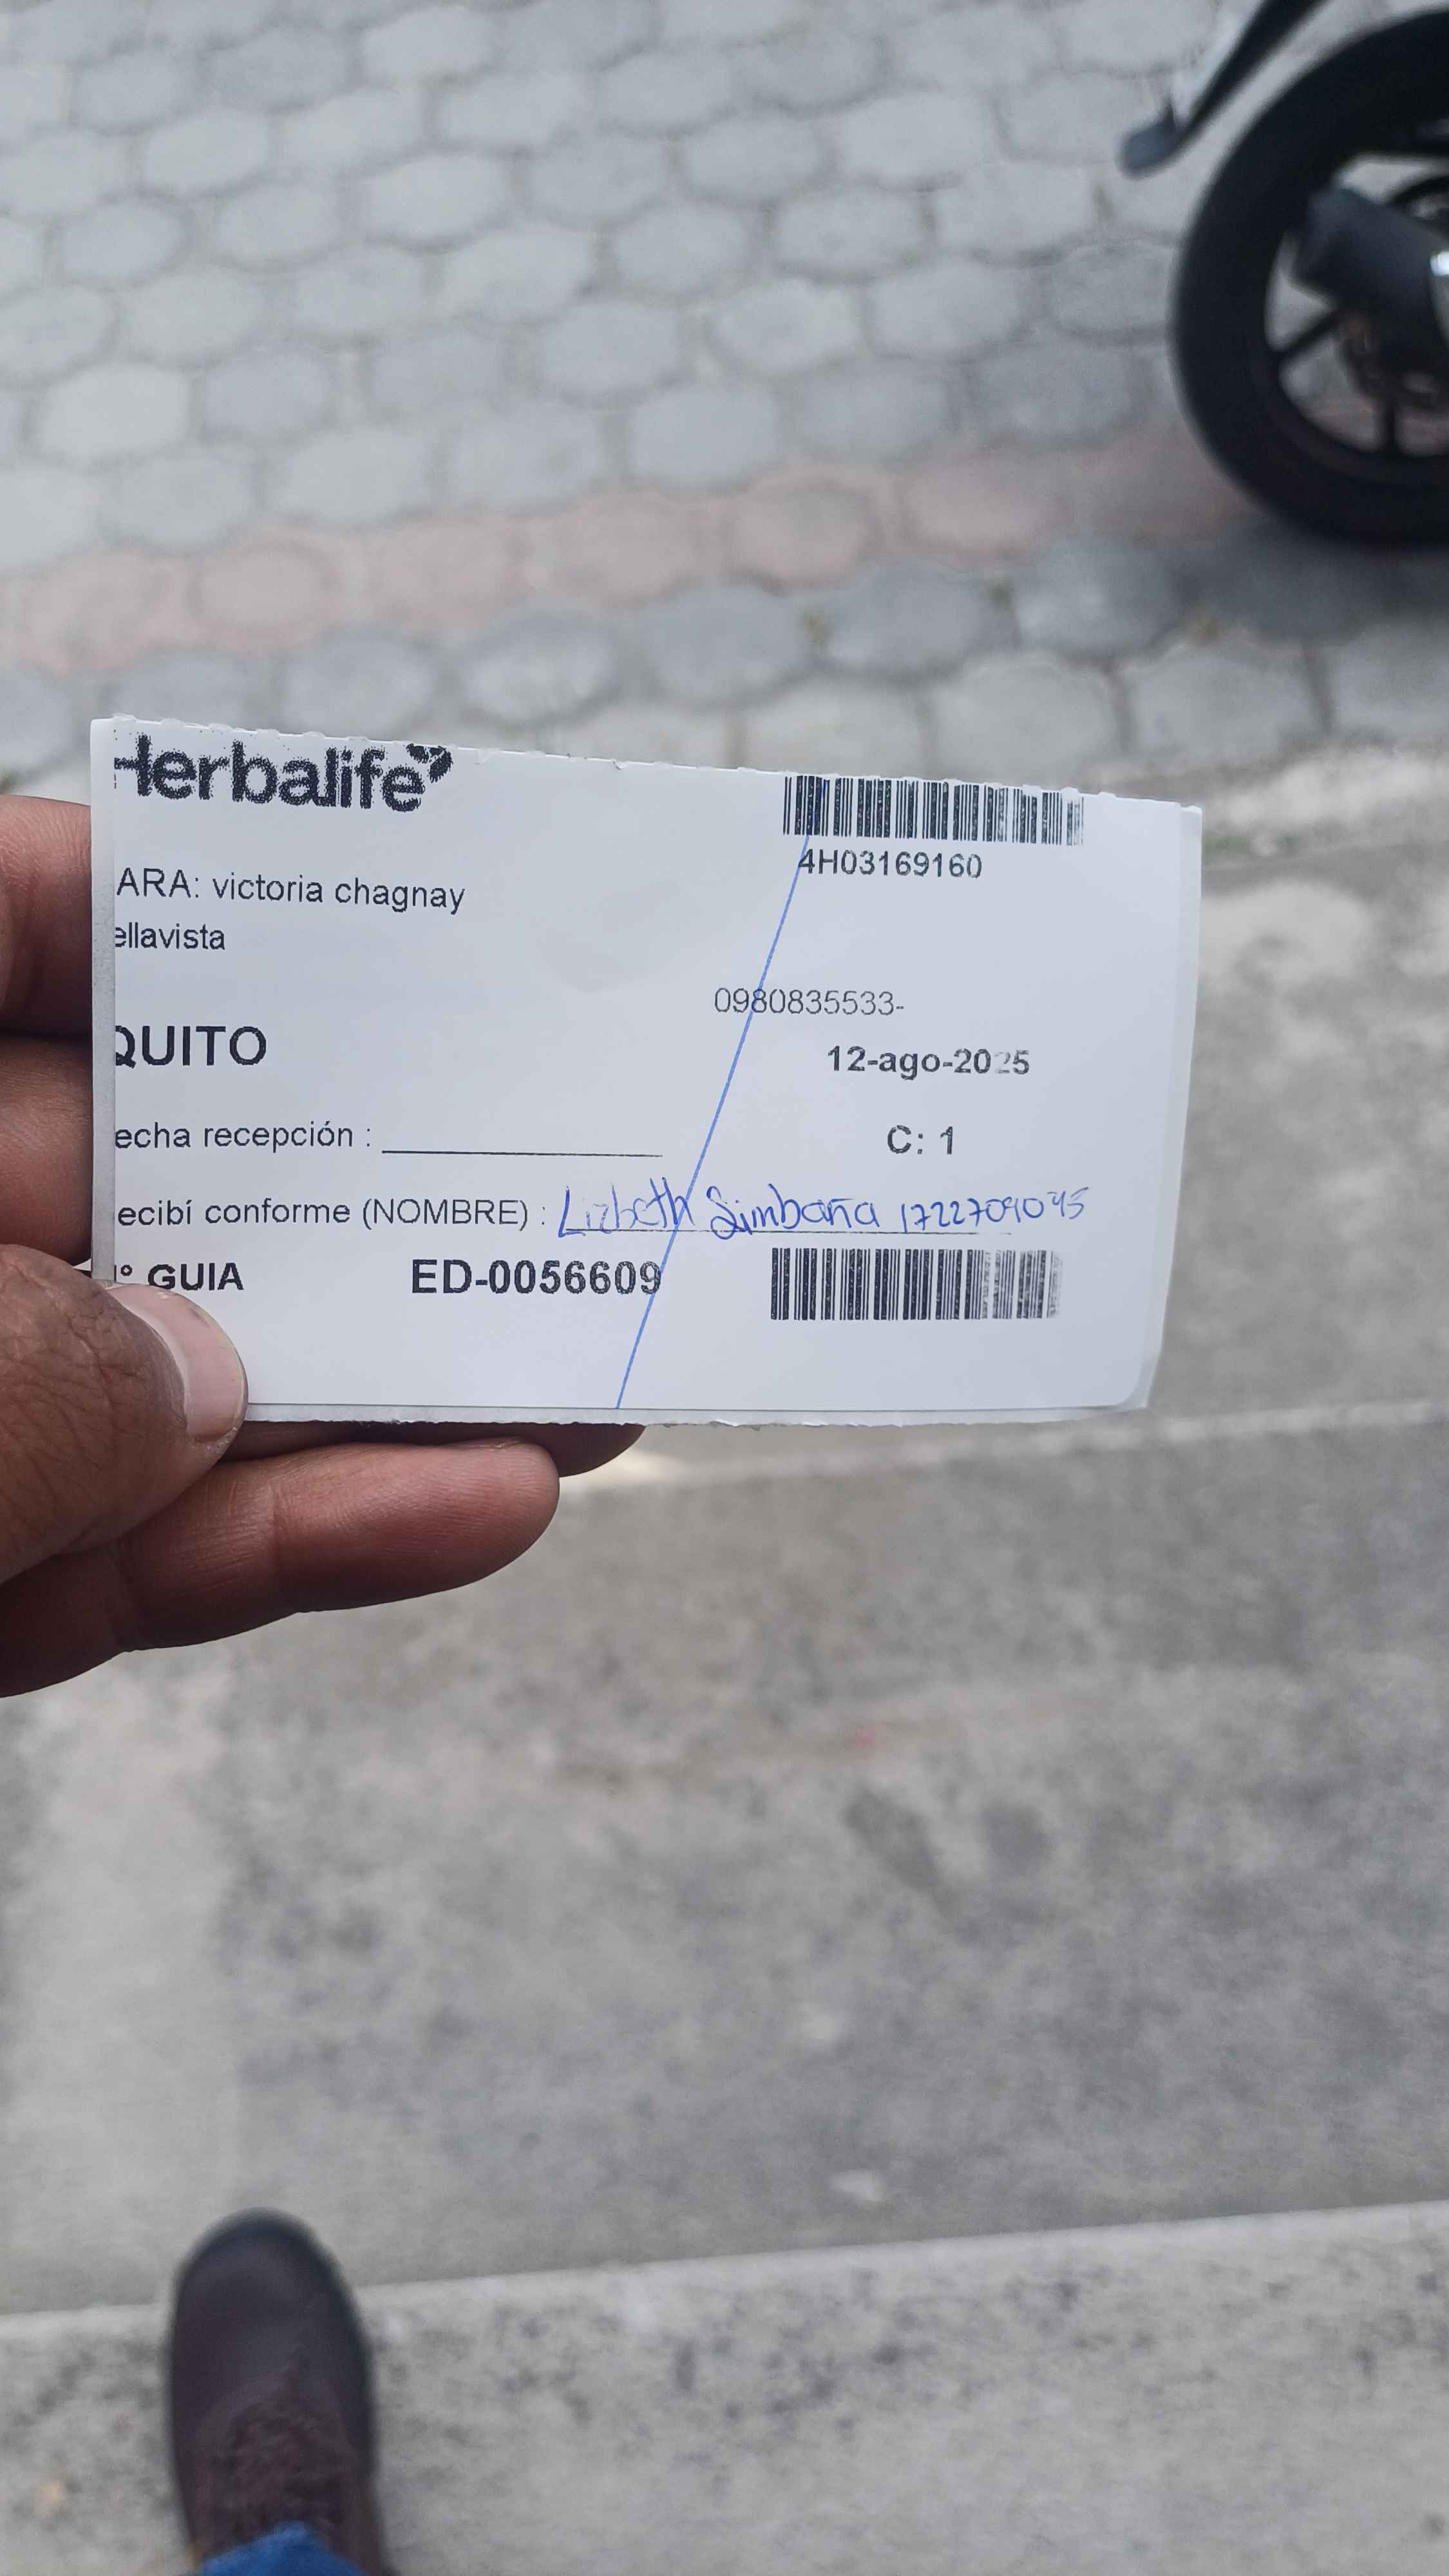 Herbalife
4H03169160
ARA: victoria chagnay
ellavista
0980835533-
QUITO
12-ago-2025
echa recepción : ____________
C: 1
ecibí conforme (NOMBRE) : Lizbeth Simbaña 1722709045
° GUIA ED-0056609